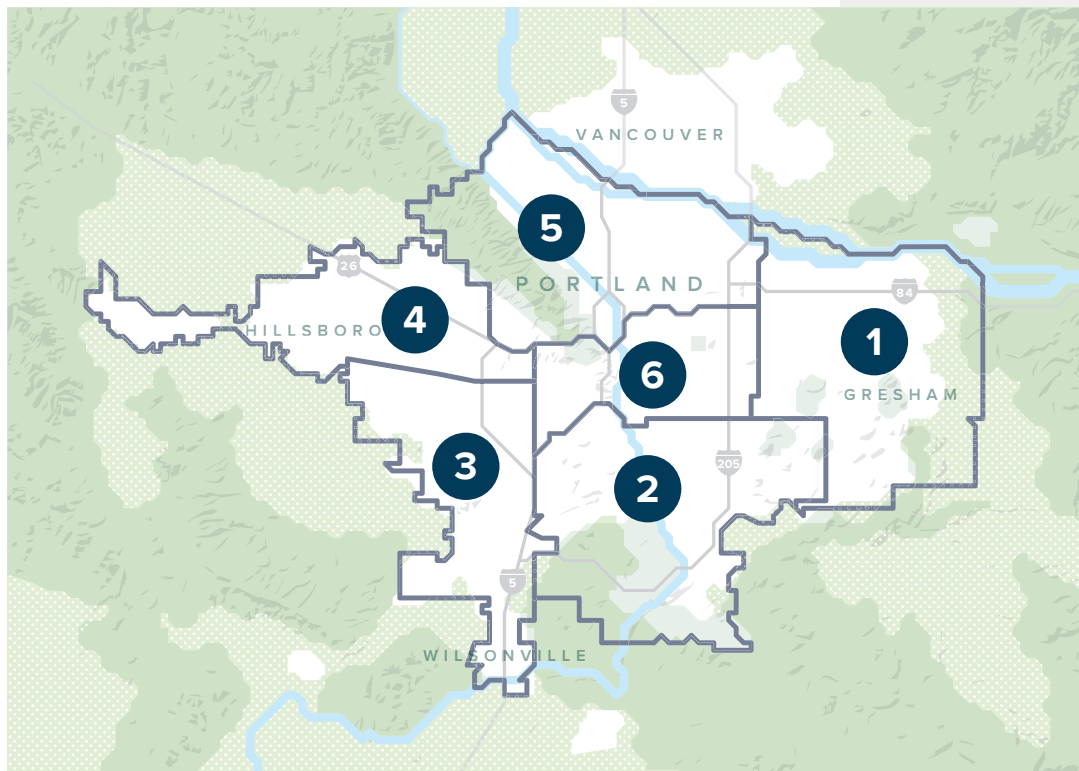 5
VANCOUVER
5
PORTLAND
26
84
HILLSBORO
4
1
6
GRESHAM
3
205
2
5
WILSONVILLE